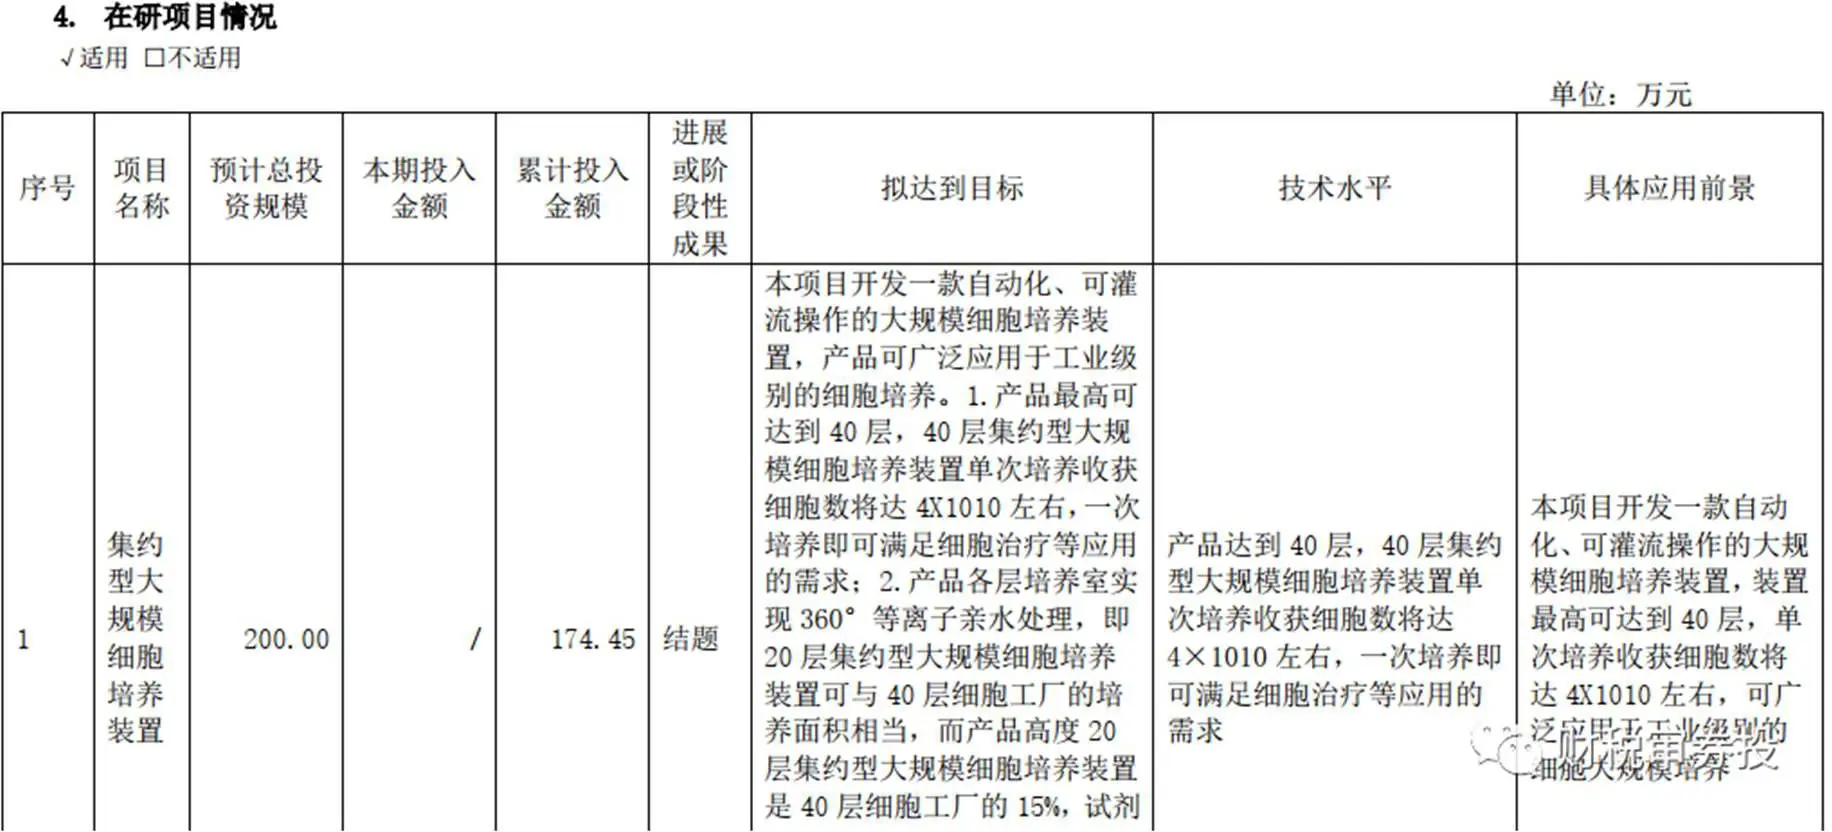 4. 在研项目情况
√适用 □不适用
单位：万元
序号
项目
名称
预计总投
资规模
本期投入
金额
累计投入
金额
进展
或阶
段性
成果
拟达到目标
技术水平
具体应用前景
1
集约
型大
规模
细胞
培养
装置
200.00
/
174.45
结题
本项目开发一款自动化、可灌
流操作的大规模细胞培养装
置，产品可广泛应用于工业级
别的细胞培养。1.产品最高可
达到 40 层，40 层集约型大规
模细胞培养装置单次培养收获
细胞数将达 4X1010 左右，一次
培养即可满足细胞治疗等应用
的需求；2.产品各层培养室实
现 360° 等离子亲水处理，即
20 层集约型大规模细胞培养
装置可与 40 层细胞工厂的培
养面积相当，而产品高度 20
层集约型大规模细胞培养装置
是 40 层细胞工厂的 15%，试剂
产品达到 40 层，40 层集约
型大规模细胞培养装置单
次培养收获细胞数将达
4×1010 左右，一次培养即
可满足细胞治疗等应用的
需求
本项目开发一款自动
化、可灌流操作的大规
模细胞培养装置，装置
最高可达到 40 层，单
次培养收获细胞数将
达 4X1010 左右，可广
泛应用于工业级别的
细胞大规模培养
财税审券投